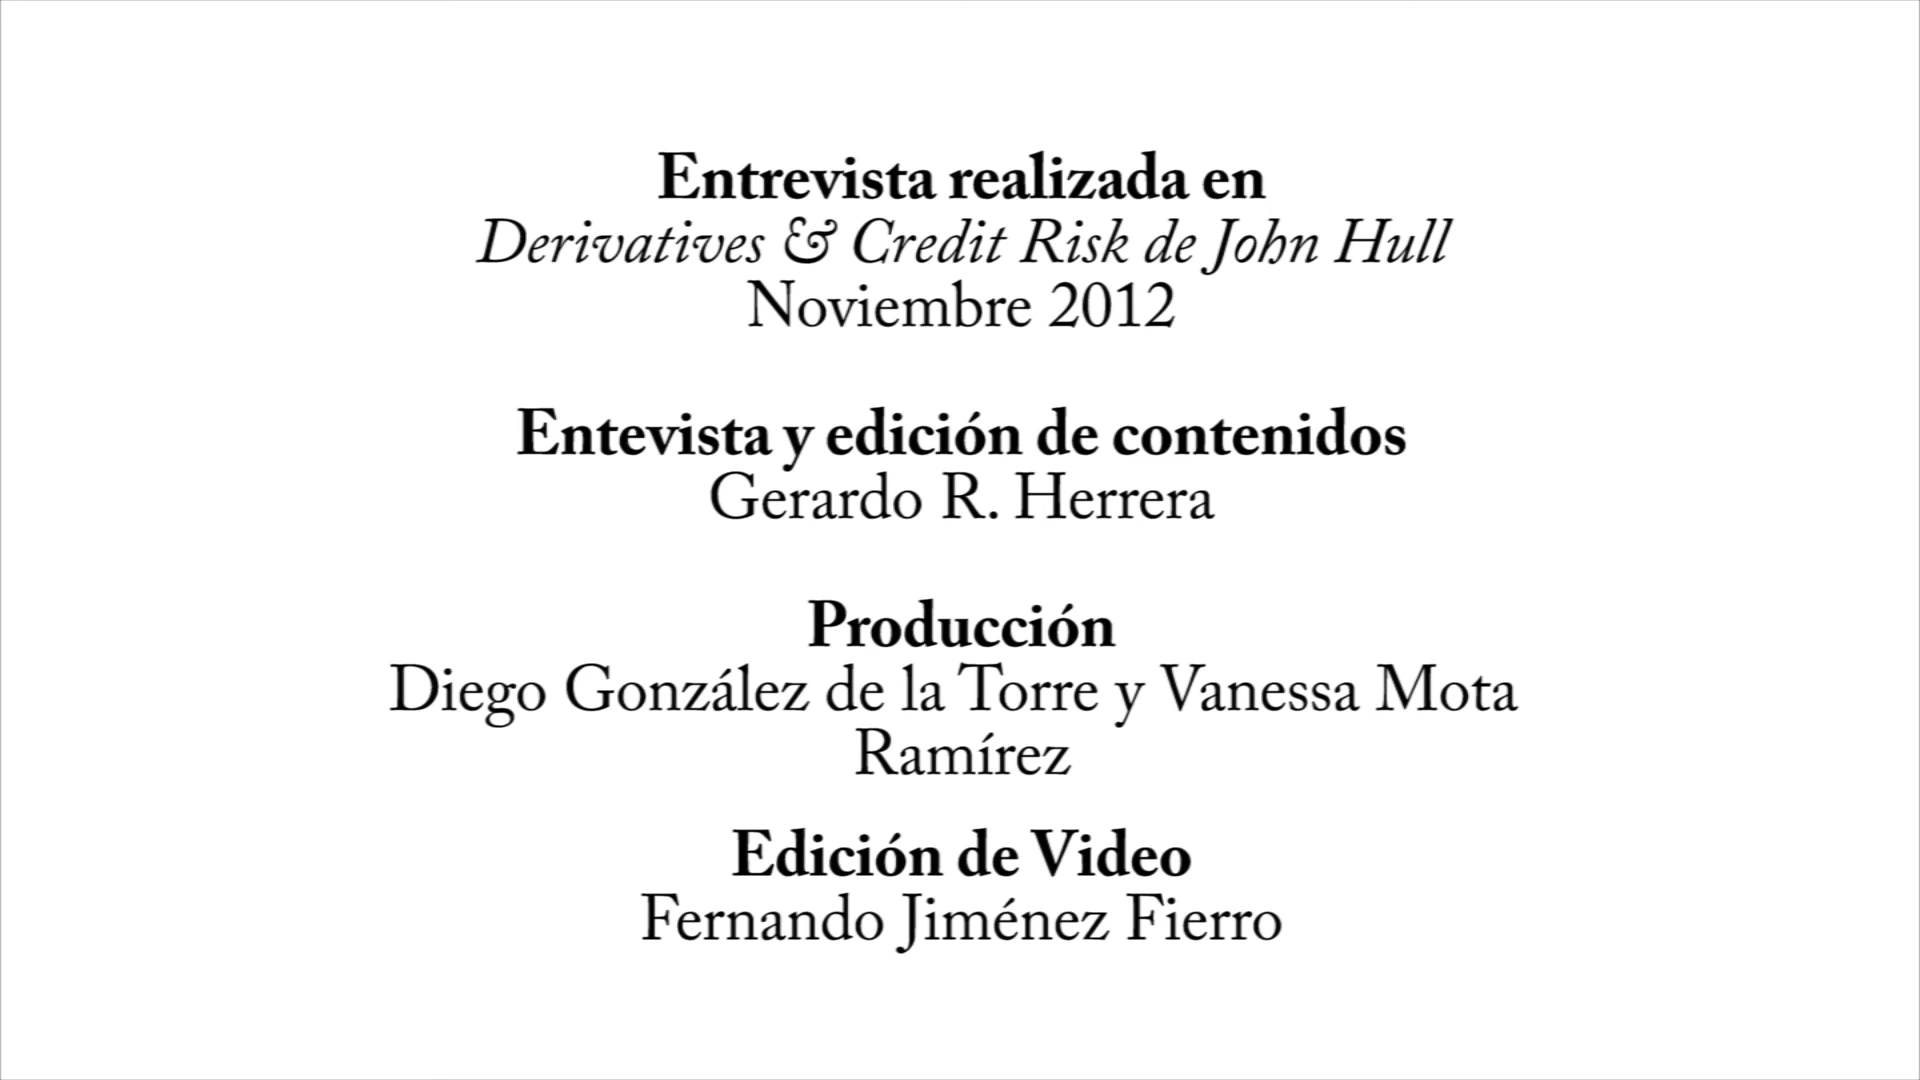 Entrevista realizada en
Derivatives & Credit Risk de John Hull
Noviembre 2012
Entevista y edición de contenidos
Gerardo R. Herrera
Producción
Diego González de la Torre y Vanessa Mota
Ramírez
Edición de Video
Fernando Jiménez Fierro